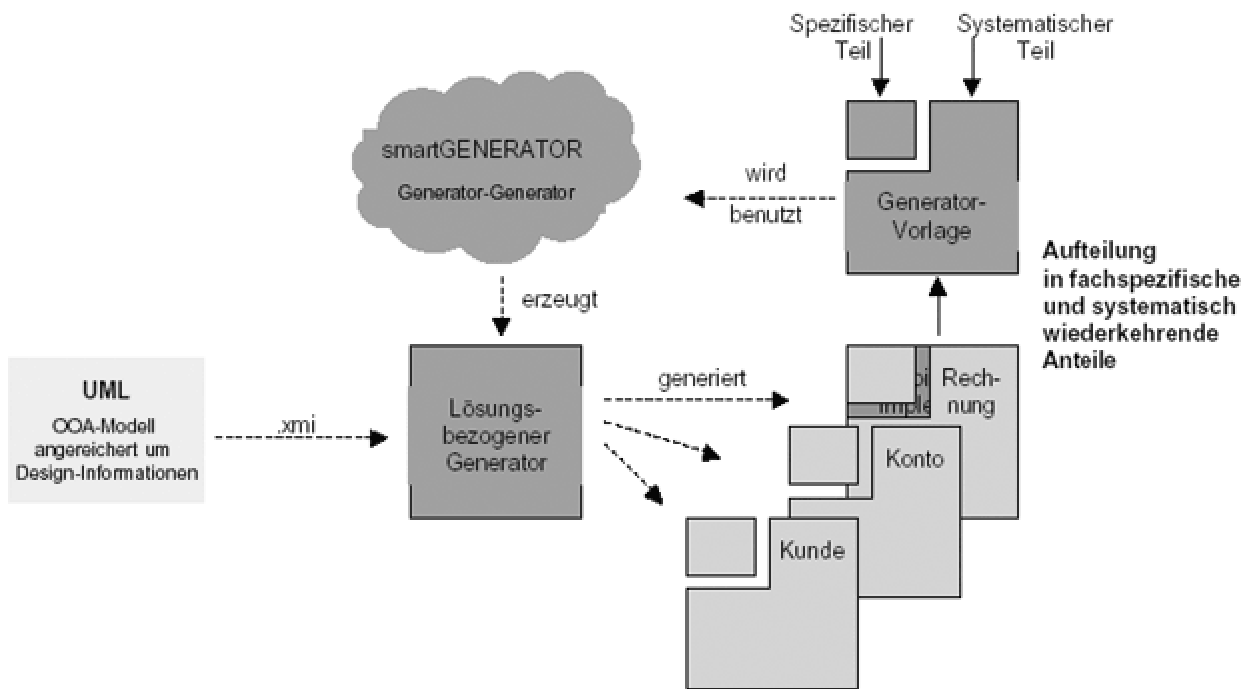 Spezifischer
Teil
Systematischer
Teil
smartGENERATOR
Generator-Generator
wird
benutzt
Generator-
Vorlage
Aufteilung
in fachspezifische
und systematisch
wiederkehrende
Anteile
erzeugt
UML
OOA-Modell
angereichert um
Design-Informationen
.xmi
Lösungs-
bezogener
Generator
generiert
Rech-
nung
Konto
Kunde